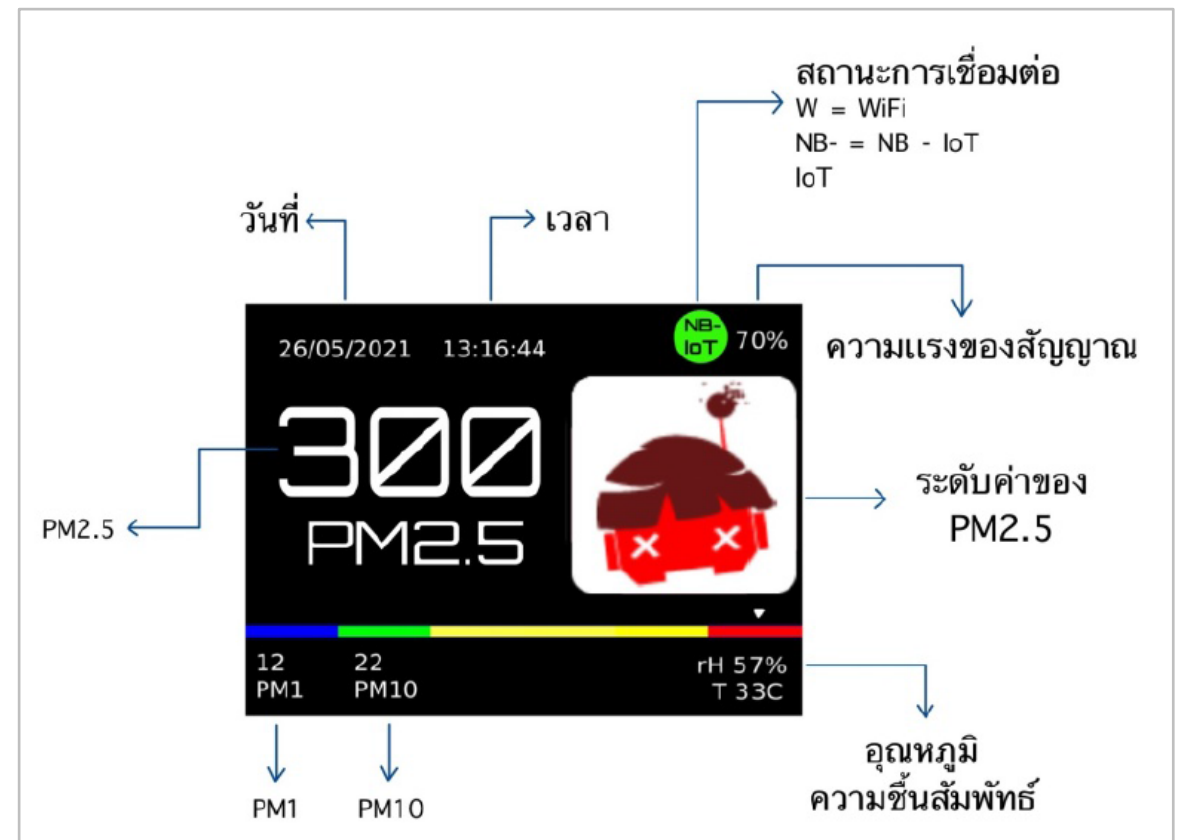 สถานะการเชื่อมต่อ
W = WiFi
NB- = NB - IoT
IoT
วันที่
เวลา
26/05/2021 13:16:44
NB-
IoT
70%
ความแรงของสัญญาณ
300
PM2.5
PM2.5
ระดับค่าของ
PM2.5
12
PM1
22
PM10
rH 57%
T 33C
PM1
PM10
อุณหภูมิ
ความชื้นสัมพัทธ์